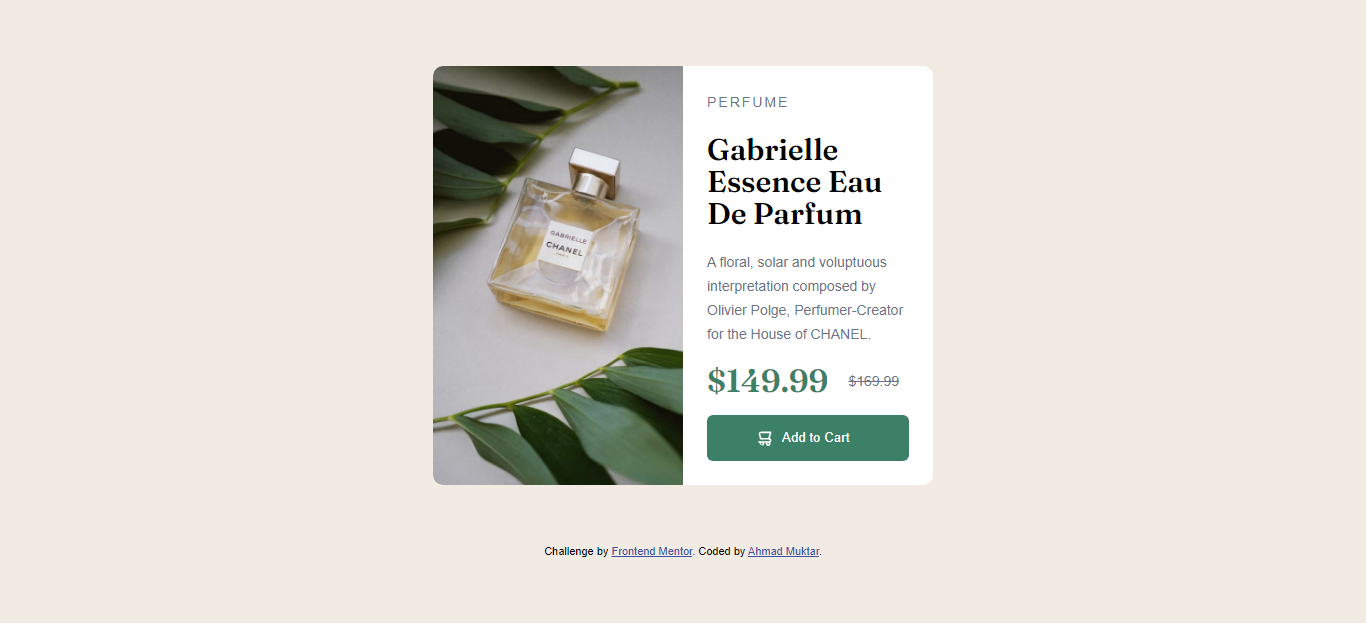 GABRIELLE
CHANEL
PARIS
PERFUME
Gabrielle
Essence Eau
De Parfum
A floral, solar and voluptuous
interpretation composed by
Olivier Polge, Perfumer-Creator
for the House of CHANEL.
$149.99 $169.99
Add to Cart
Challenge by Frontend Mentor. Coded by Ahmad Muktar.